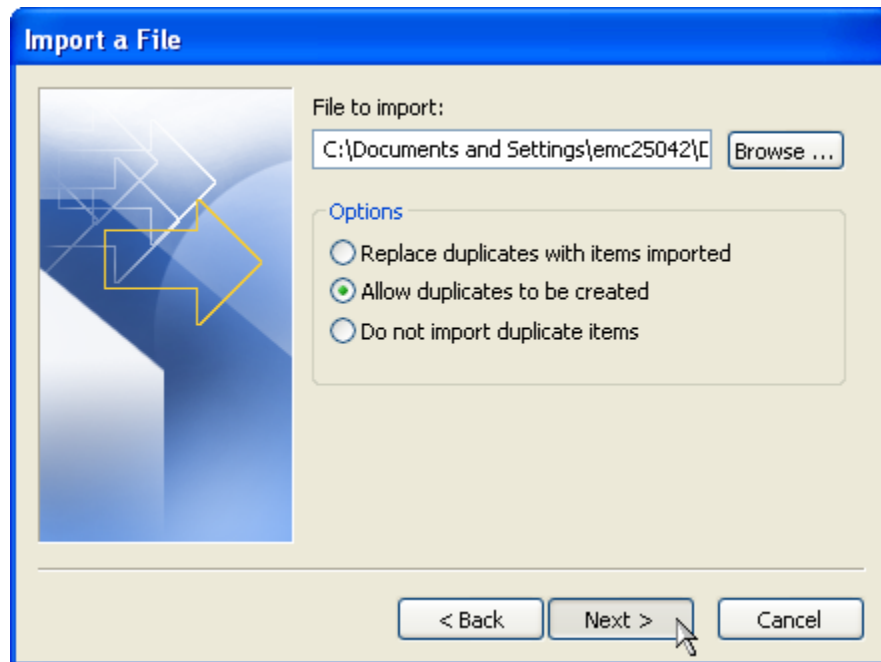 Import a File
File to import:
C:\Documents and Settings\emc25042\D
Browse ...
Options
Replace duplicates with items imported
Allow duplicates to be created
Do not import duplicate items
< Back
Next >
Cancel